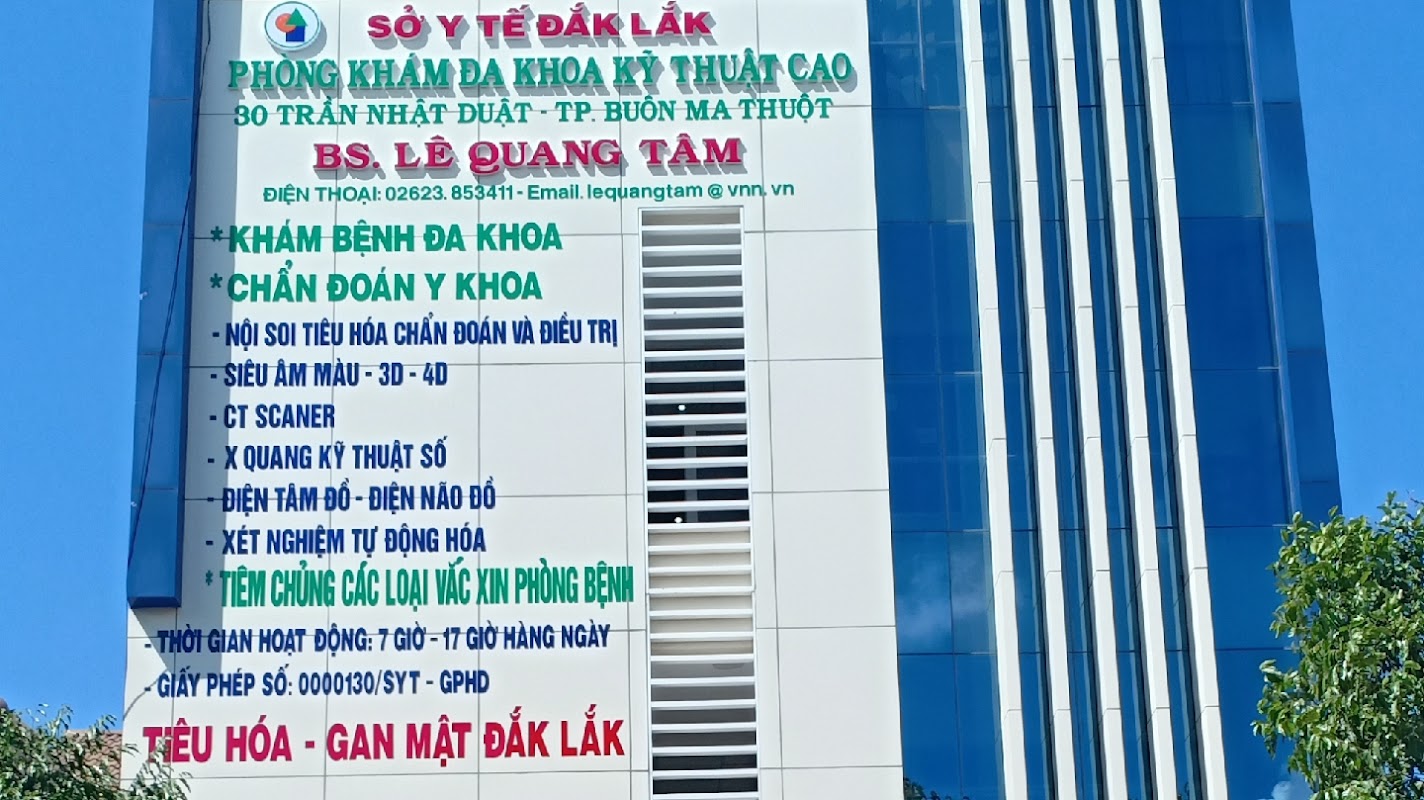 SỞ Y TẾ ĐẮK LẮK
PHÒNG KHÁM ĐA KHOA KỸ THUẬT CAO
30 TRẦN NHẬT DUẬT - TP. BUÔN MA THUỘT
BS. LÊ QUANG TÂM
ĐIỆN THOẠI: 02623. 853411 - Email. lequangtam @ vnn. vn
* KHÁM BỆNH ĐA KHOA
* CHẨN ĐOÁN Y KHOA
- NỘI SOI TIÊU HÓA CHẨN ĐOÁN VÀ ĐIỀU TRỊ
- SIÊU ÂM MÀU - 3D - 4D
- CT SCANER
- X QUANG KỸ THUẬT SỐ
- ĐIỆN TÂM ĐỒ - ĐIỆN NÃO ĐỒ
- XÉT NGHIỆM TỰ ĐỘNG HÓA
* TIÊM CHỦNG CÁC LOẠI VẮC XIN PHÒNG BỆNH
- THỜI GIAN HOẠT ĐỘNG: 7 GIỜ - 17 GIỜ HÀNG NGÀY
- GIẤY PHÉP SỐ: 0000130/SYT - GPHD
TIÊU HÓA - GAN MẬT ĐẮK LẮK